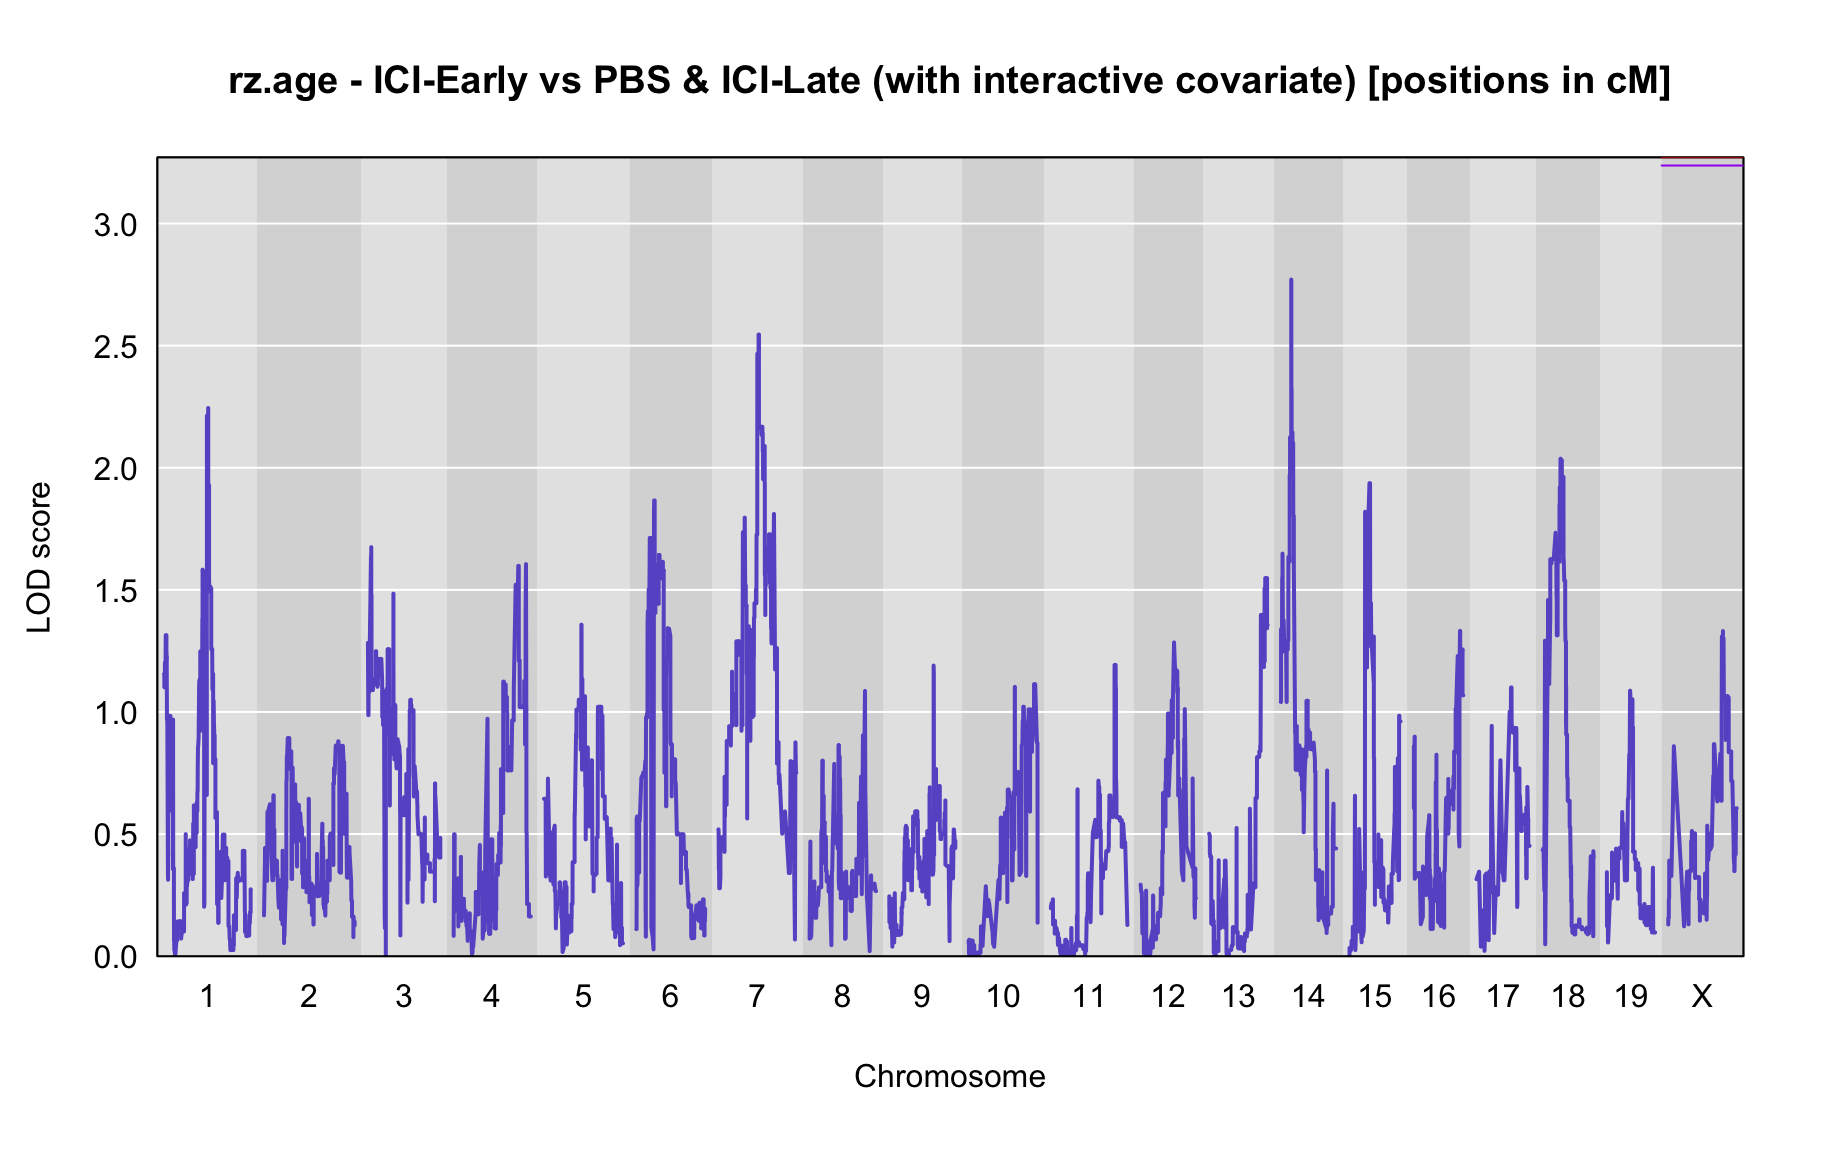 rz.age - ICI-Early vs PBS & ICI-Late (with interactive covariate) [positions in cM]
LOD score
3.0
2.5
2.0
1.5
1.0
0.5
0.0
1 2 3 4 5 6 7 8 9 10 11 12 13 14 15 16 17 18 19 X
Chromosome